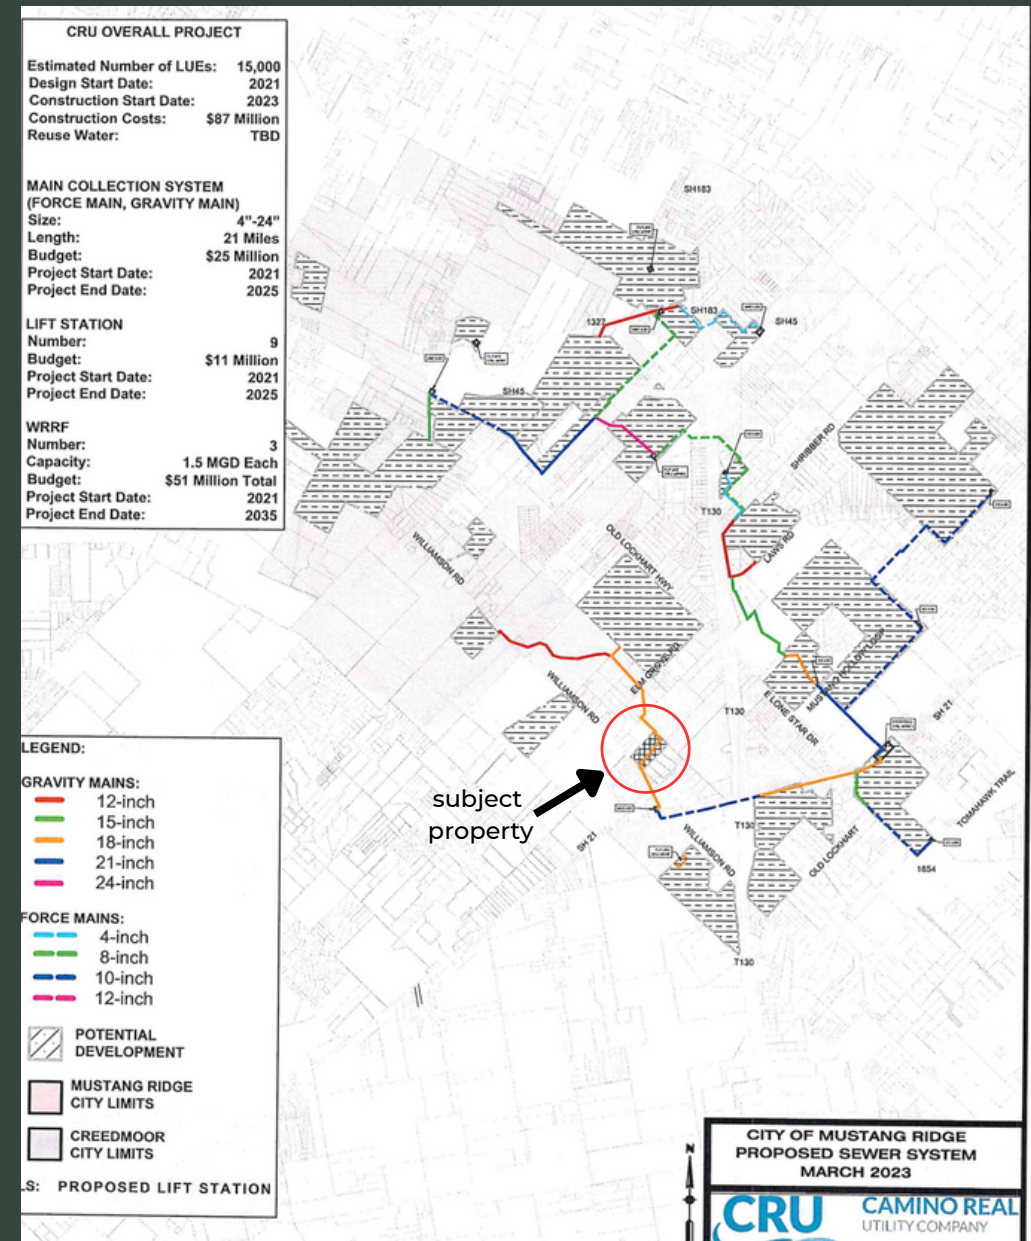 CRU OVERALL PROJECT
Estimated Number of LUEs: 15,000
Design Start Date: 2021
Construction Start Date: 2023
Construction Costs: $87 Million
Reuse Water: TBD
MAIN COLLECTION SYSTEM
(FORCE MAIN, GRAVITY MAIN)
Size: 4"-24"
Length: 21 Miles
Budget: $25 Million
Project Start Date: 2021
Project End Date: 2025
LIFT STATION
Number: 9
Budget: $11 Million
Project Start Date: 2021
Project End Date: 2025
WRRF
Number: 3
Capacity: 1.5 MGD Each
Budget: $51 Million Total
Project Start Date: 2021
Project End Date: 2035
SH183
1327
SH183
SH45
SH45
SHRIBBER RD
T130
LAWS RD
WILLIAMSON RD
OLD LOCKHART HWY
ELM GROVE RD
WILLIAMSON RD
MUSTANG HOLLOW LOOP
E LONE STAR DR
T130
SH 21
TOMAHAWK TRAIL
subject
property
SH 21
T130
WILLIAMSON RD
OLD LOCKHART
1854
T130
LEGEND:
GRAVITY MAINS:
12-inch
15-inch
18-inch
21-inch
24-inch
FORCE MAINS:
4-inch
8-inch
10-inch
12-inch
POTENTIAL
DEVELOPMENT
MUSTANG RIDGE
CITY LIMITS
CREEDMOOR
CITY LIMITS
LS: PROPOSED LIFT STATION
N
CITY OF MUSTANG RIDGE
PROPOSED SEWER SYSTEM
MARCH 2023
CRU CAMINO REAL
UTILITY COMPANY